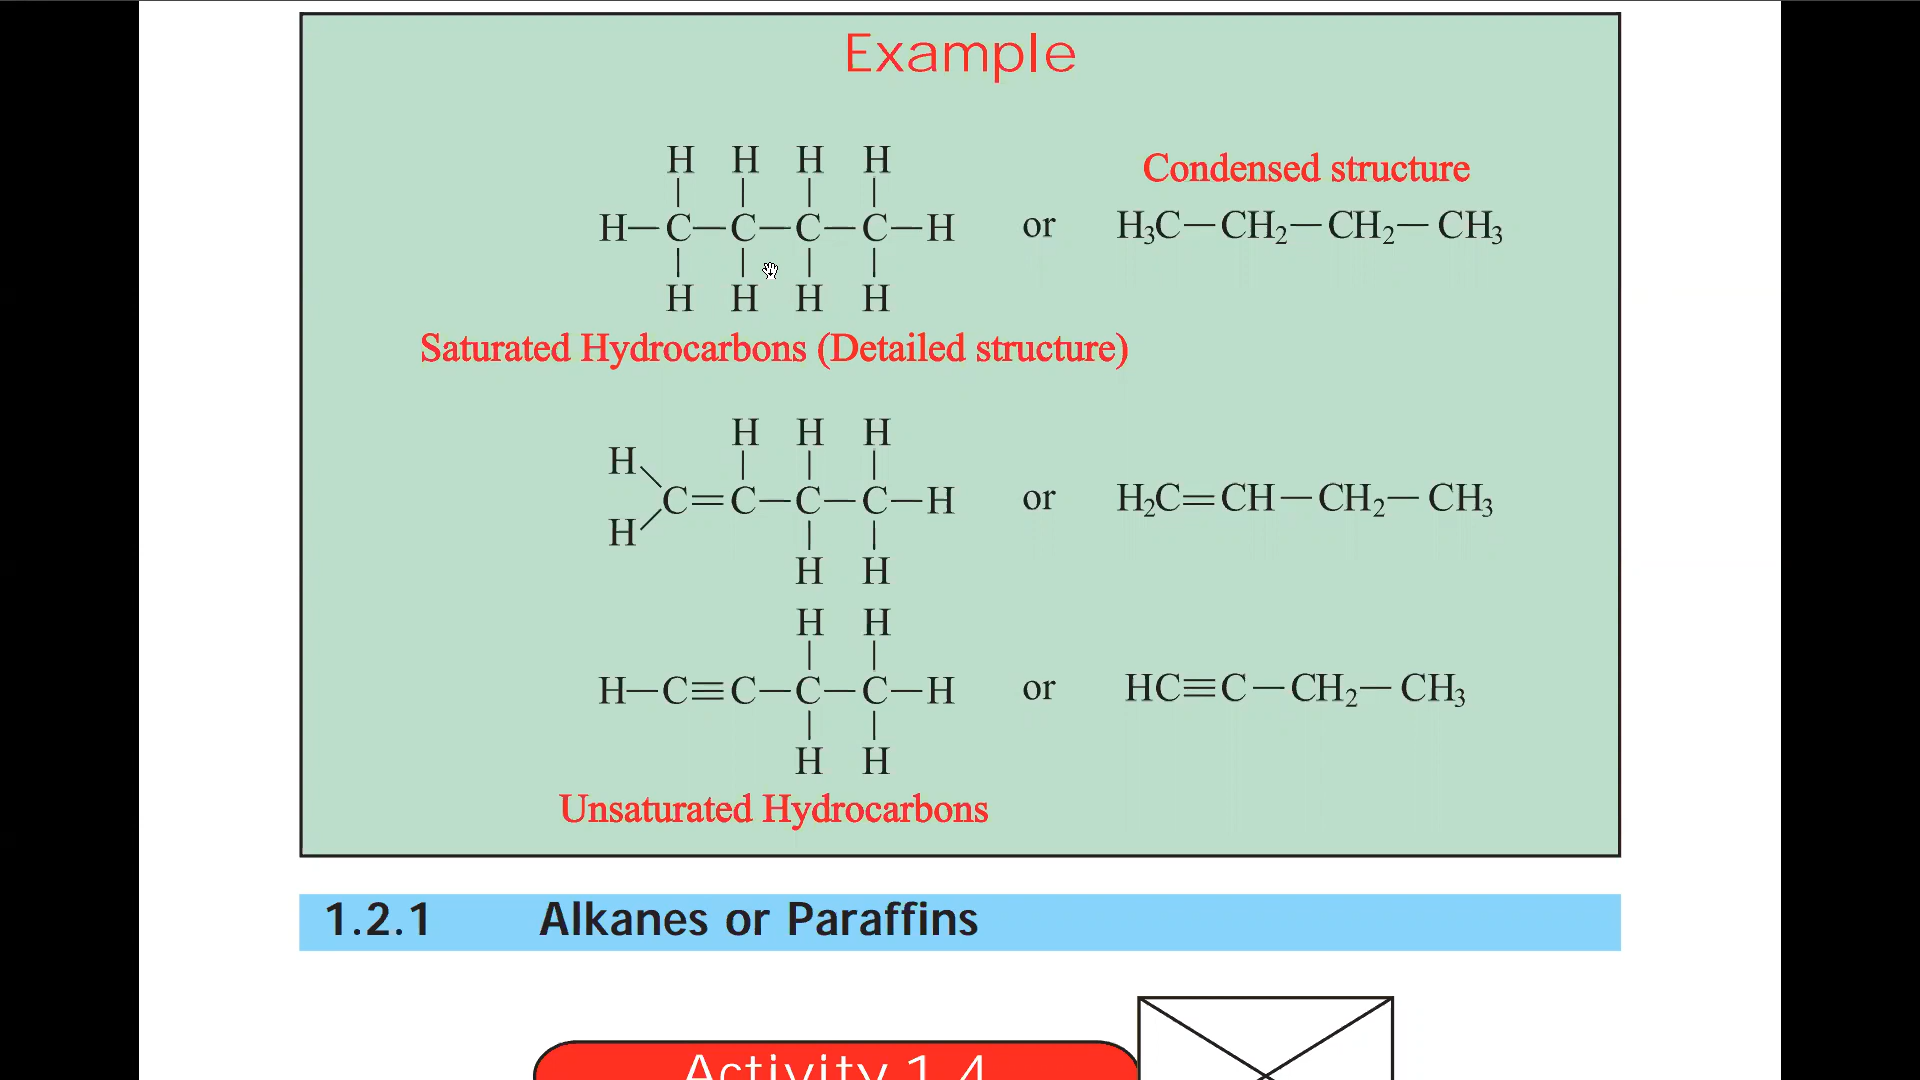 Example
H H H H
Condensed structure
H—C—C—C—C—H or H₃C—CH₂—CH₂—CH₃
H H H H
Saturated Hydrocarbons (Detailed structure)
H H H
H
C=C—C—C—H or H₂C=CH—CH₂—CH₃
H
H H
H H
H—C≡C—C—C—H or HC≡C—CH₂—CH₃
H H
Unsaturated Hydrocarbons
1.2.1 Alkanes or Paraffins
Activity 1.4